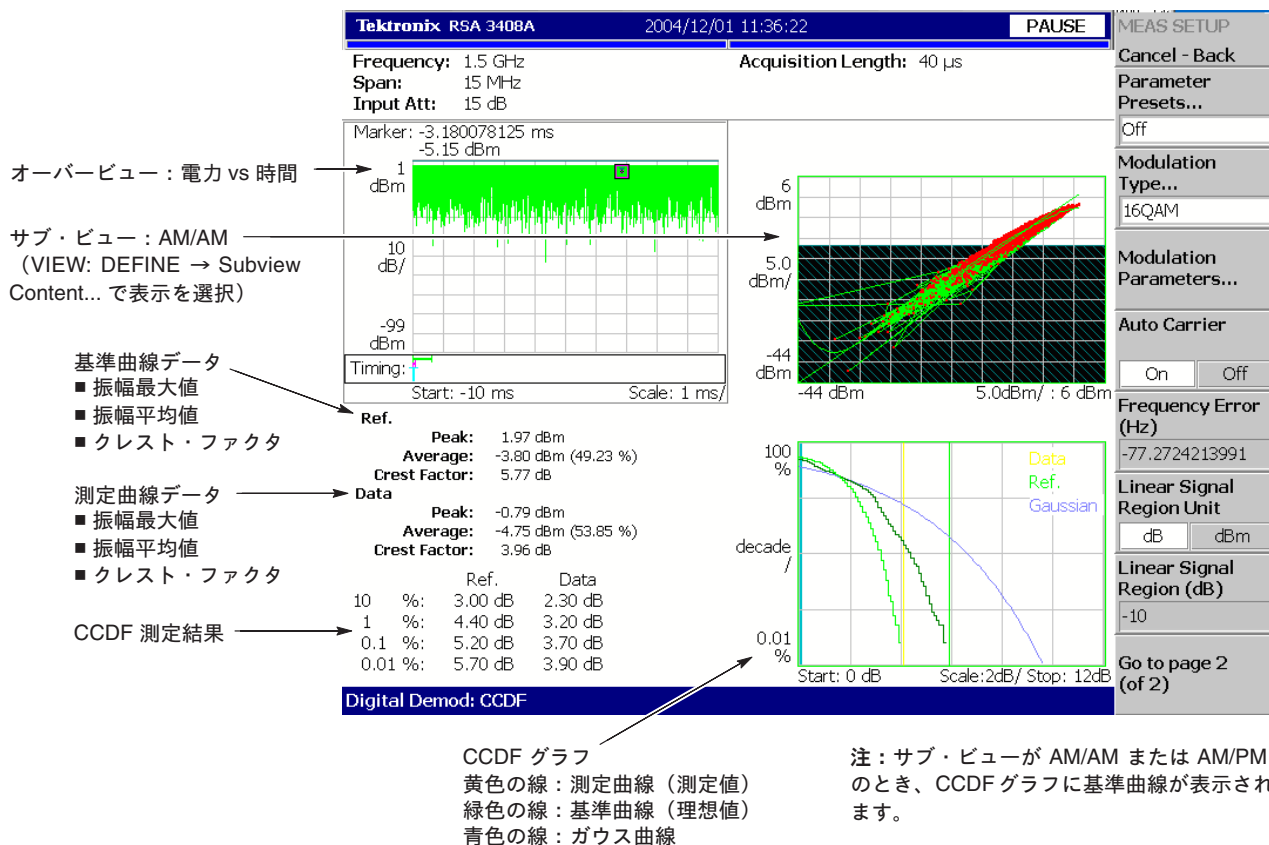 Tektronix RSA 3408A 2004/12/01 11:36:22 PAUSE
Frequency: 1.5 GHz
Span: 15 MHz
Input Att: 15 dB
Acquisition Length: 40 µs
Marker: -3.180078125 ms
-5.15 dBm
1
dBm
10
dB/
-99
dBm
Timing:
Start: -10 ms Scale: 1 ms/
6
dBm
5.0
dBm/
-44
dBm
-44 dBm 5.0dBm/ : 6 dBm
Ref.
Peak: 1.97 dBm
Average: -3.80 dBm (49.23 %)
Crest Factor: 5.77 dB
Data
Peak: -0.79 dBm
Average: -4.75 dBm (53.85 %)
Crest Factor: 3.96 dB
Ref. Data
10 %: 3.00 dB 2.30 dB
1 %: 4.40 dB 3.20 dB
0.1 %: 5.20 dB 3.70 dB
0.01 %: 5.70 dB 3.90 dB
100
%
decade
/
0.01
%
Data
Ref.
Gaussian
Start: 0 dB Scale:2dB/ Stop: 12dB
Digital Demod: CCDF
MEAS SETUP
Cancel - Back
Parameter
Presets...
Off
Modulation
Type...
16QAM
Modulation
Parameters...
Auto Carrier
On Off
Frequency Error
(Hz)
-77.2724213991
Linear Signal
Region Unit
dB dBm
Linear Signal
Region (dB)
-10
Go to page 2
(of 2)
オーバービュー：電力 vs 時間
サブ・ビュー：AM/AM
（VIEW: DEFINE → Subview
Content... で表示を選択）
基準曲線データ
■ 振幅最大値
■ 振幅平均値
■ クレスト・ファクタ
測定曲線データ
■ 振幅最大値
■ 振幅平均値
■ クレスト・ファクタ
CCDF 測定結果
CCDF グラフ
黄色の線：測定曲線（測定値）
緑色の線：基準曲線（理想値）
青色の線：ガウス曲線
注：サブ・ビューが AM/AM または AM/PM
のとき、CCDFグラフに基準曲線が表示され
ます。